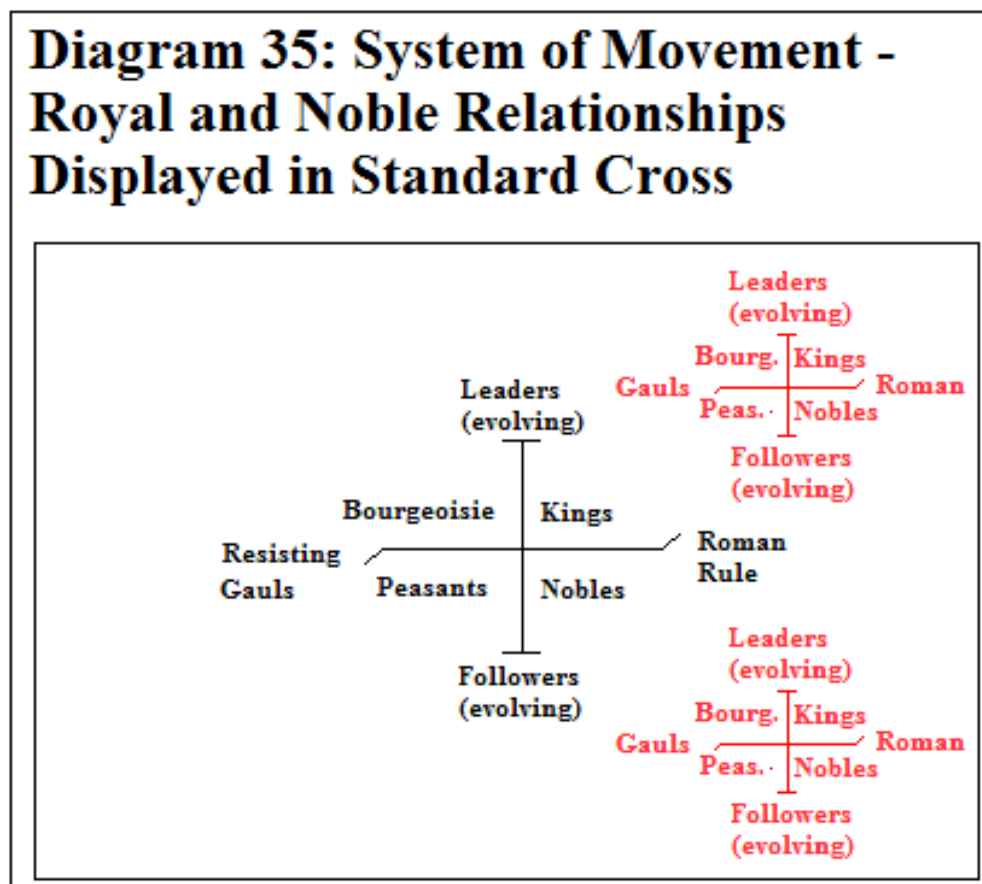 Diagram 35: System of Movement -
Royal and Noble Relationships
Displayed in Standard Cross
Leaders
(evolving)
Bourg. Kings
Gauls Roman
Peas. Nobles
Followers
(evolving)
Leaders
(evolving)
Bourgeoisie Kings
Resisting
Gauls
Roman
Rule
Peasants Nobles
Followers
(evolving)
Leaders
(evolving)
Bourg. Kings
Gauls Roman
Peas. Nobles
Followers
(evolving)